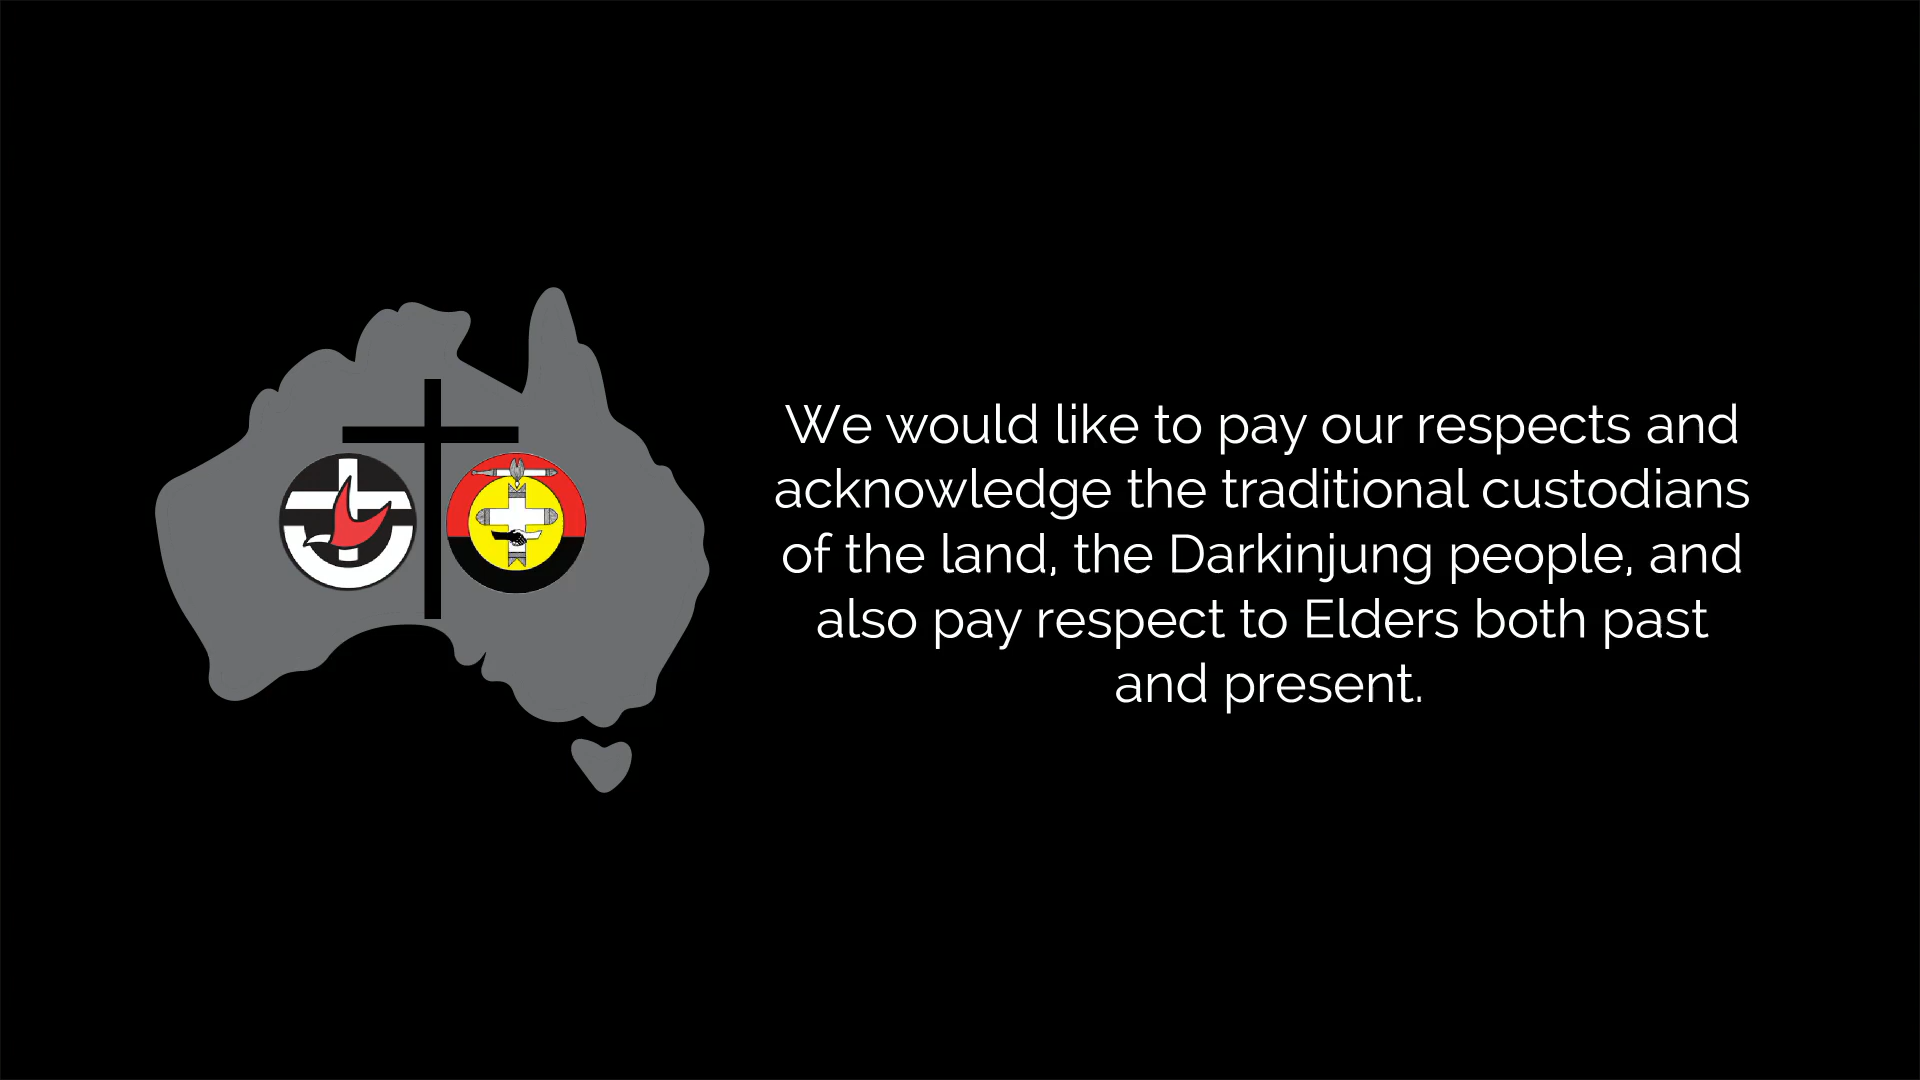 We would like to pay our respects and
acknowledge the traditional custodians
of the land, the Darkinjung people, and
also pay respect to Elders both past
and present.